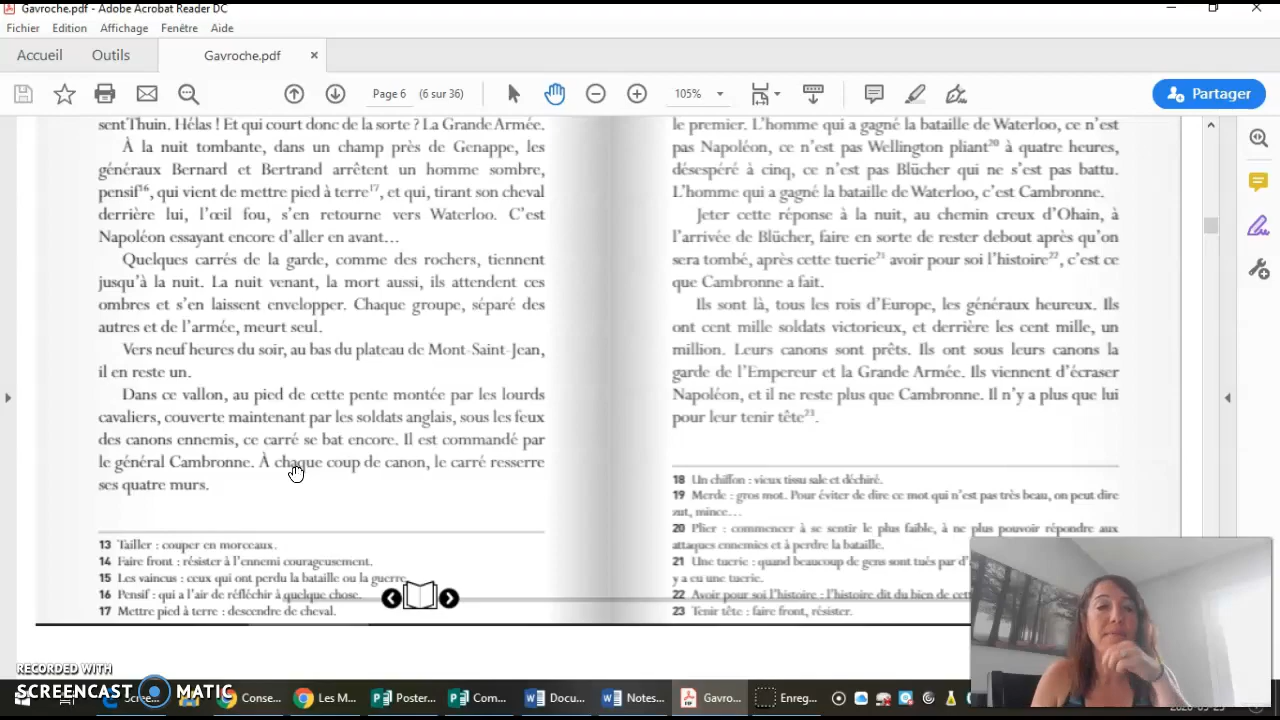 Gavroche.pdf - Adobe Acrobat Reader DC
Fichier Edition Affichage Fenêtre Aide
Accueil Outils Gavroche.pdf ×
Page 6 (6 sur 36) 105% Partager
sent Thuin. Hélas ! Et qui court donc de la sorte ? La Grande Armée.
À la nuit tombante, dans un champ près de Genappe, les
généraux Bernard et Bertrand arrêtent un homme sombre,
pensif16, qui vient de mettre pied à terre17, et qui, tirant son cheval
derrière lui, l'œil fou, s'en retourne vers Waterloo. C'est
Napoléon essayant encore d'aller en avant…
Quelques carrés de la garde, comme des rochers, tiennent
jusqu'à la nuit. La nuit venant, la mort aussi, ils attendent ces
ombres et s'en laissent envelopper. Chaque groupe, séparé des
autres et de l'armée, meurt seul.
Vers neuf heures du soir, au bas du plateau de Mont-Saint-Jean,
il en reste un.
Dans ce vallon, au pied de cette pente montée par les lourds
cavaliers, couverte maintenant par les soldats anglais, sous les feux
des canons ennemis, ce carré se bat encore. Il est commandé par
le général Cambronne. À chaque coup de canon, le carré resserre
ses quatre murs.
13 Tailler : couper en morceaux.
14 Faire front : résister à l'ennemi courageusement.
15 Les vaincus : ceux qui ont perdu la bataille ou la guerre.
16 Pensif : qui a l'air de réfléchir à quelque chose.
17 Mettre pied à terre : descendre de cheval.
le premier. L'homme qui a gagné la bataille de Waterloo, ce n'est
pas Napoléon, ce n'est pas Wellington pliant20 à quatre heures,
désespéré à cinq, ce n'est pas Blücher qui ne s'est pas battu.
L'homme qui a gagné la bataille de Waterloo, c'est Cambronne.
Jeter cette réponse à la nuit, au chemin creux d'Ohain, à
l'arrivée de Blücher, faire en sorte de rester debout après qu'on
sera tombé, après cette tuerie21 avoir pour soi l'histoire22, c'est ce
que Cambronne a fait.
Ils sont là, tous les rois d'Europe, les généraux heureux. Ils
ont cent mille soldats victorieux, et derrière les cent mille, un
million. Leurs canons sont prêts. Ils ont sous leurs canons la
garde de l'Empereur et la Grande Armée. Ils viennent d'écraser
Napoléon, et il ne reste plus que Cambronne. Il n'y a plus que lui
pour leur tenir tête23.
18 Un chiffon : vieux tissu sale et déchiré.
19 Merde : gros mot. Pour éviter de dire ce mot qui n'est pas très beau, on peut dire
zut, mince…
20 Plier : commencer à se sentir le plus faible, à ne plus pouvoir répondre aux
attaques ennemies et à perdre la bataille.
21 Une tuerie : quand beaucoup de gens sont tués par
y a eu une tuerie.
22 Avoir pour soi l'histoire : l'histoire dit du bien de
23 Tenir tête : faire front, résister.
RECORDED WITH
SCREENCAST MATIC
Scree... Conse... Les M... Poster... Com... Docu... Notes... Gavro... Enreg...